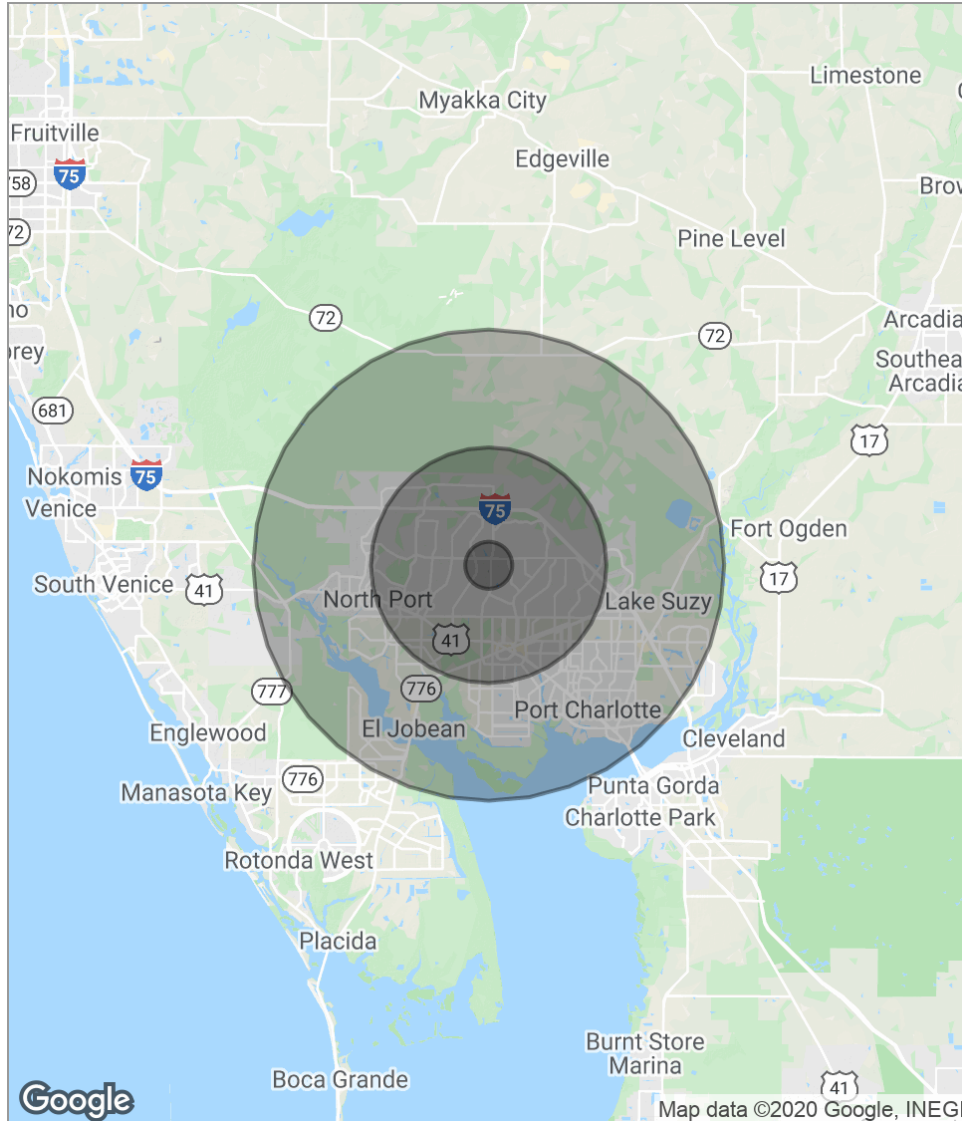 Limestone
Myakka City
Fruitville
Edgeville
75
758
Brow
72
Pine Level
72
72
Arcadia
orey
Southea
Arcadia
681
17
Nokomis
75
Venice
75
Fort Ogden
South Venice
41
17
North Port
Lake Suzy
41
777
776
Port Charlotte
El Jobean
Englewood
Cleveland
776
Manasota Key
Punta Gorda
Charlotte Park
Rotonda West
Placida
Burnt Store
Marina
Boca Grande
41
Google
Map data ©2020 Google, INEGI